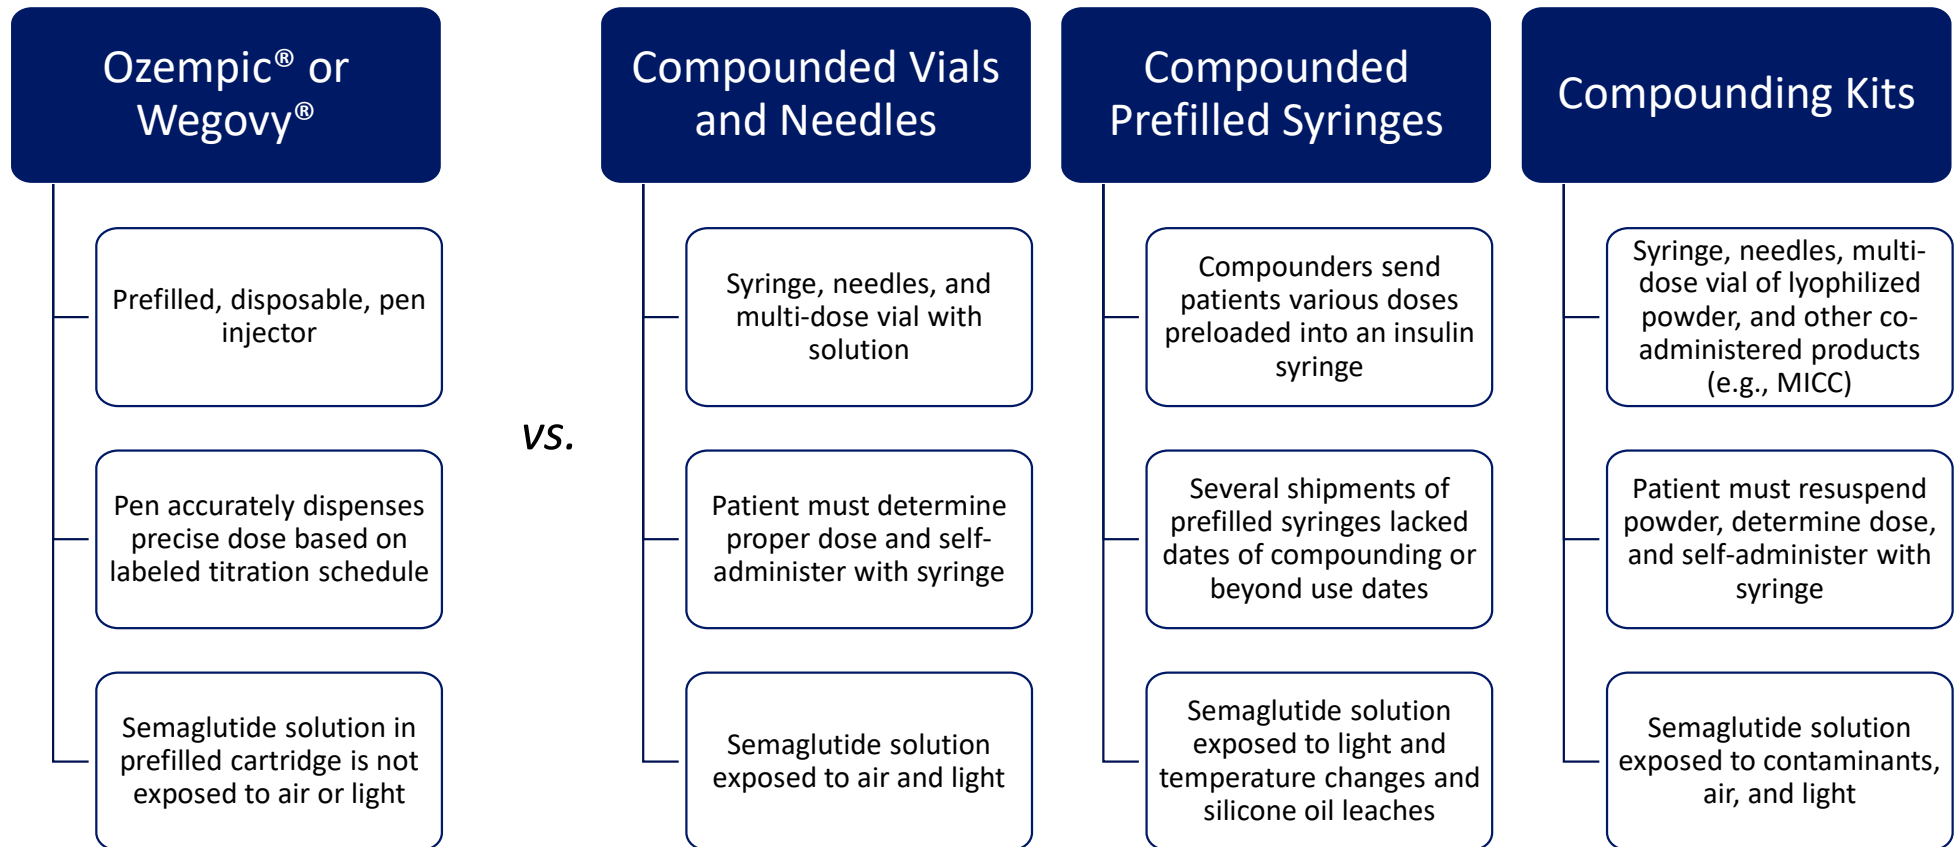 Ozempic® or
Wegovy®
Prefilled, disposable, pen
injector
Pen accurately dispenses
precise dose based on
labeled titration schedule
Semaglutide solution in
prefilled cartridge is not
exposed to air or light
vs.
Compounded Vials
and Needles
Syringe, needles, and
multi-dose vial with
solution
Patient must determine
proper dose and self-
administer with syringe
Semaglutide solution
exposed to air and light
Compounded
Prefilled Syringes
Compounders send
patients various doses
preloaded into an insulin
syringe
Several shipments of
prefilled syringes lacked
dates of compounding or
beyond use dates
Semaglutide solution
exposed to light and
temperature changes and
silicone oil leaches
Compounding Kits
Syringe, needles, multi-
dose vial of lyophilized
powder, and other co-
administered products
(e.g., MICC)
Patient must resuspend
powder, determine dose,
and self-administer with
syringe
Semaglutide solution
exposed to contaminants,
air, and light